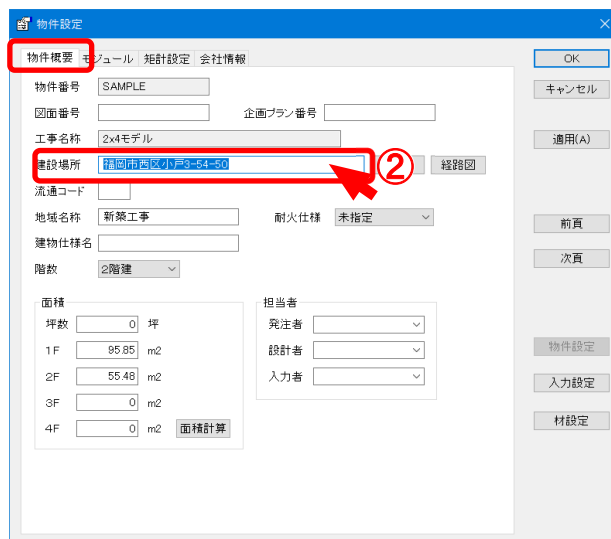 物件設定
物件概要 モジュール 矩計設定 会社情報
OK
物件番号 SAMPLE
キャンセル
図面番号 企画プラン番号
工事名称 2x4モデル
適用(A)
建設場所 福岡市西区小戸3-54-50 ② 経路図
流通コード
地域名称 新築工事 耐火仕様 未指定
前頁
建物仕様名
次頁
階数 2階建
面積 担当者
坪数 0 坪 発注者
1F 95.85 m2 設計者
物件設定
2F 55.48 m2 入力者
入力設定
3F 0 m2
4F 0 m2 面積計算
材設定